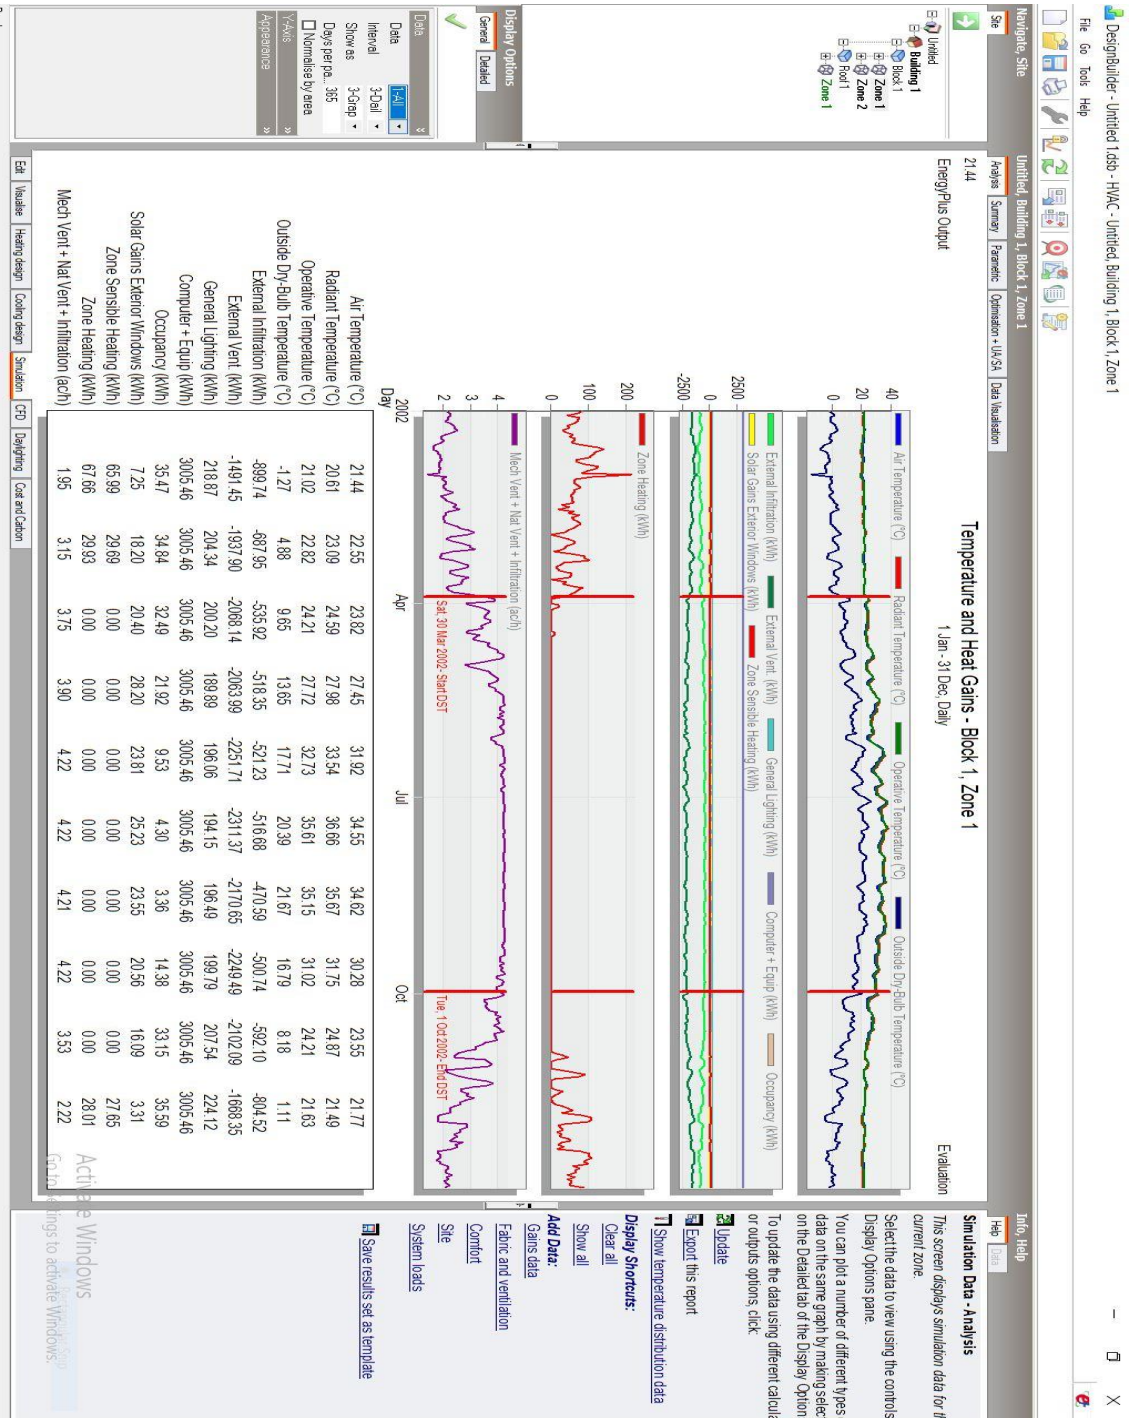 DesignBuilder - Untitled 1.dsb - HVAC - Untitled, Building 1, Block 1, Zone 1
File Go Tools Help
Navigate, Site
Site
Untitled
Building 1
Block 1
Zone 1
Zone 2
Roof 1
Zone 1
Display Options
General Detailed
Data
Data 1-All
Interval 3-Dail
Show as 3-Grap
Days per pa... 365
Normalise by area
Y-Axis
Appearance
Untitled, Building 1, Block 1, Zone 1
Analysis Summary Parametric Optimisation + UA/SA Data Visualisation
21.44
EnergyPlus Output
Temperature and Heat Gains - Block 1, Zone 1
1 Jan - 31 Dec, Daily
Evaluation
Air Temperature (°C) Radiant Temperature (°C) Operative Temperature (°C) Outside Dry-Bulb Temperature (°C)
40
20
0
External Infiltration (kWh) External Vent. (kWh) General Lighting (kWh) Computer + Equip (kWh) Occupancy (kWh)
Solar Gains Exterior Windows (kWh) Zone Sensible Heating (kWh)
2500
0
-2500
Zone Heating (kWh)
200
100
0
Mech Vent + Nat Vent + Infiltration (ac/h)
4
3
2
Sat, 30 Mar 2002 - Start DST
Tue, 1 Oct 2002 - End DST
2002 Apr Jul Oct
Day
Air Temperature (°C) 21.44 22.55 23.82 27.45 31.92 34.55 34.62 30.28 23.55 21.77
Radiant Temperature (°C) 20.61 23.09 24.59 27.98 33.54 36.66 35.67 31.75 24.87 21.49
Operative Temperature (°C) 21.02 22.82 24.21 27.72 32.73 35.61 35.15 31.02 24.21 21.63
Outside Dry-Bulb Temperature (°C) -1.27 4.88 9.65 13.65 17.71 20.39 21.67 16.79 8.18 1.11
External Infiltration (kWh) -899.74 -687.95 -535.92 -518.35 -521.23 -516.68 -470.59 -500.74 -592.10 -804.52
External Vent. (kWh) -1491.45 -1937.90 -2068.14 -2063.99 -2251.71 -2311.37 -2170.65 -2249.49 -2102.09 -1668.35
General Lighting (kWh) 218.87 204.34 200.20 189.89 196.06 194.15 196.49 199.79 207.54 224.12
Computer + Equip (kWh) 3005.46 3005.46 3005.46 3005.46 3005.46 3005.46 3005.46 3005.46 3005.46 3005.46
Occupancy (kWh) 35.47 34.84 32.49 21.92 9.53 4.30 3.36 14.38 33.15 35.59
Solar Gains Exterior Windows (kWh) 7.25 18.20 20.40 28.20 23.81 25.23 23.55 20.56 16.09 3.31
Zone Sensible Heating (kWh) 65.99 29.69 0.00 0.00 0.00 0.00 0.00 0.00 0.00 27.65
Zone Heating (kWh) 67.66 29.93 0.00 0.00 0.00 0.00 0.00 0.00 0.00 28.01
Mech Vent + Nat Vent + Infiltration (ac/h) 1.95 3.15 3.75 3.90 4.22 4.22 4.21 4.22 3.53 2.22
Edit Visualise Heating design Cooling design Simulation CFD Daylighting Cost and Carbon
Info, Help
Help Data
Simulation Data - Analysis
This screen displays simulation data for
current zone.
Select the data to view using the controls
Display Options pane.
You can plot a number of different types
data on the same graph by making
on the Detailed tab of the Display Option
To update the data using different
or outputs options, click:
Update
Export this report
Show temperature distribution data
Display Shortcuts:
Clear all
Show all
Add Data:
Gains data
Fabric and ventilation
Comfort
Site
System loads
Save results set as template
Activate Windows
Go to Settings to activate Windows.